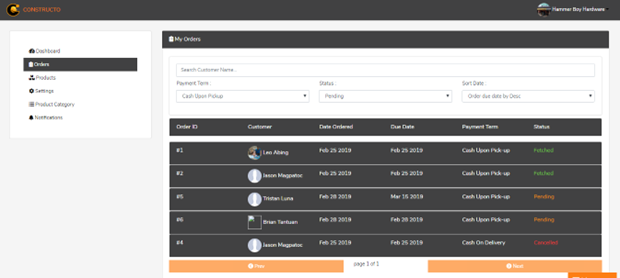 CONSTRUCTO
Hammer Bay Hardware
Dashboard
Orders
Products
Settings
Product Category
Notifications
My Orders
Search Customer Name..
Payment Term : Status : Sort Date :
Cash Upon Pickup Pending Order due date by Desc
Order ID Customer Date Ordered Due Date Payment Term Status
#1 Leo Abing Feb 25 2019 Feb 25 2019 Cash Upon Pick-up Fetched
#2 Jason Magpatoc Feb 25 2019 Feb 25 2019 Cash Upon Pick-up Fetched
#5 Tristan Luna Feb 28 2019 Mar 15 2019 Cash Upon Pick-up Pending
#6 Brian Tantuan Feb 28 2019 Feb 28 2019 Cash Upon Pick-up Pending
#4 Jason Magpatoc Feb 25 2019 Feb 25 2019 Cash On Delivery Cancelled
Prev page 1 of 1 Next